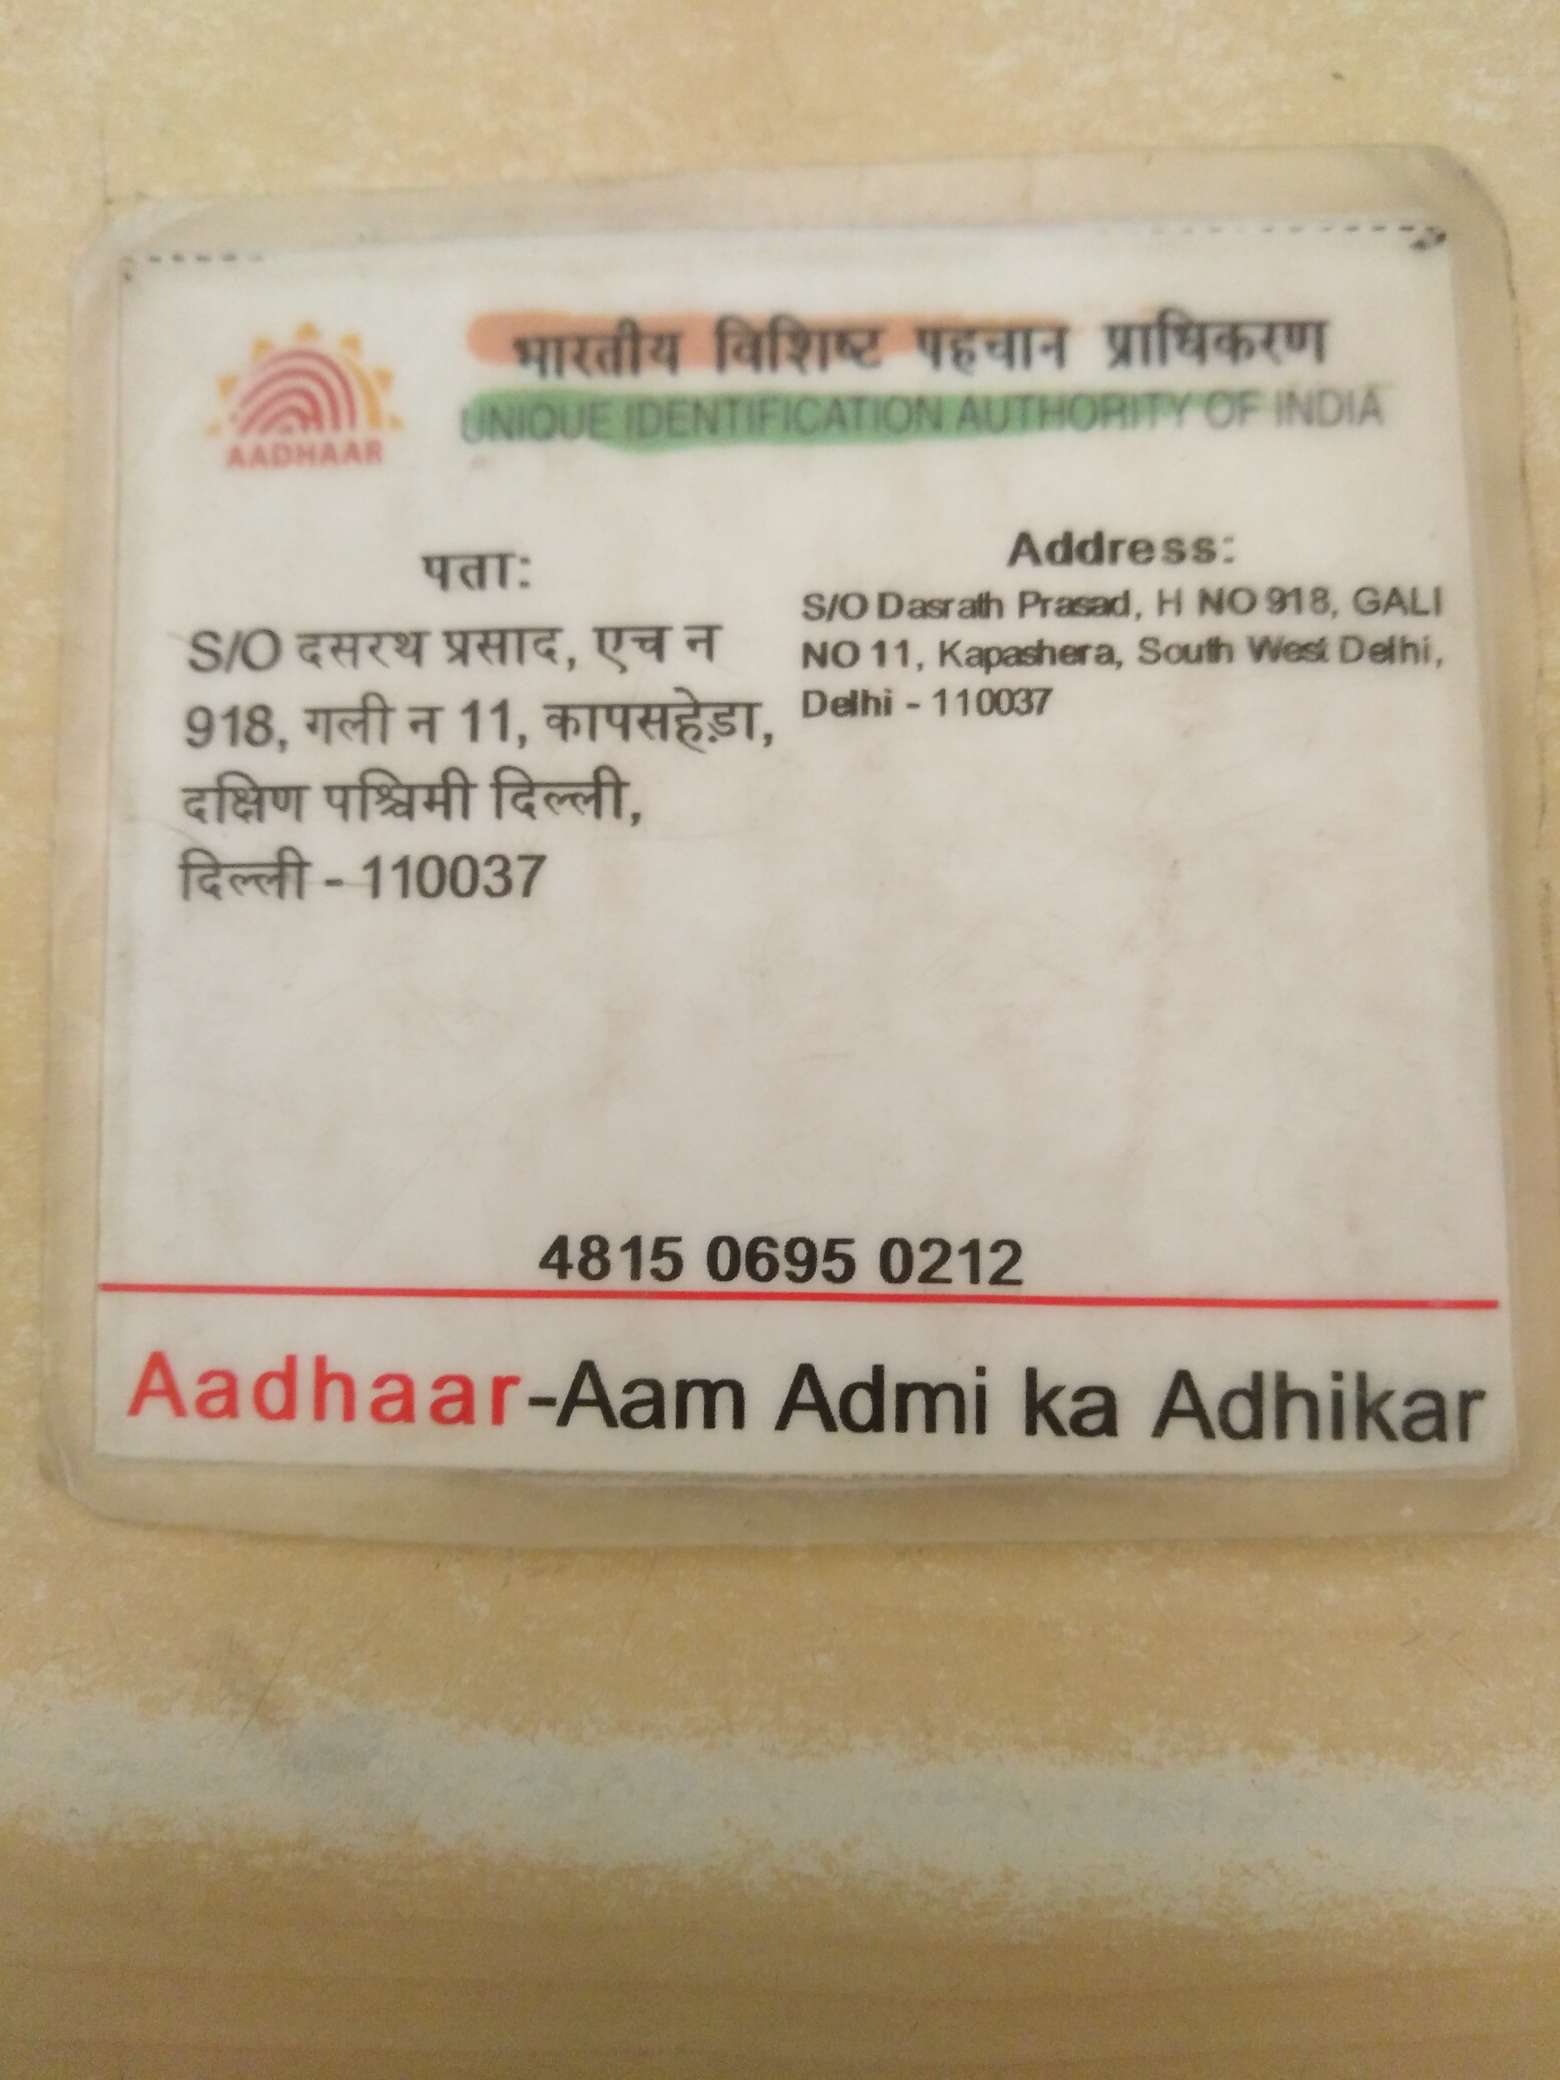 भारतीय विशिष्ट पहचान प्राधिकरण
UNIQUE IDENTIFICATION AUTHORITY OF INDIA
AADHAAR
पता:
S/O दसरथ प्रसाद, एच न
918, गली न 11, कापसहेड़ा,
दक्षिण पश्चिमी दिल्ली,
दिल्ली - 110037
Address:
S/O Dasrath Prasad, H NO 918, GALI
NO 11, Kapashera, South West Delhi,
Delhi - 110037
4815 0695 0212
Aadhaar-Aam Admi ka Adhikar